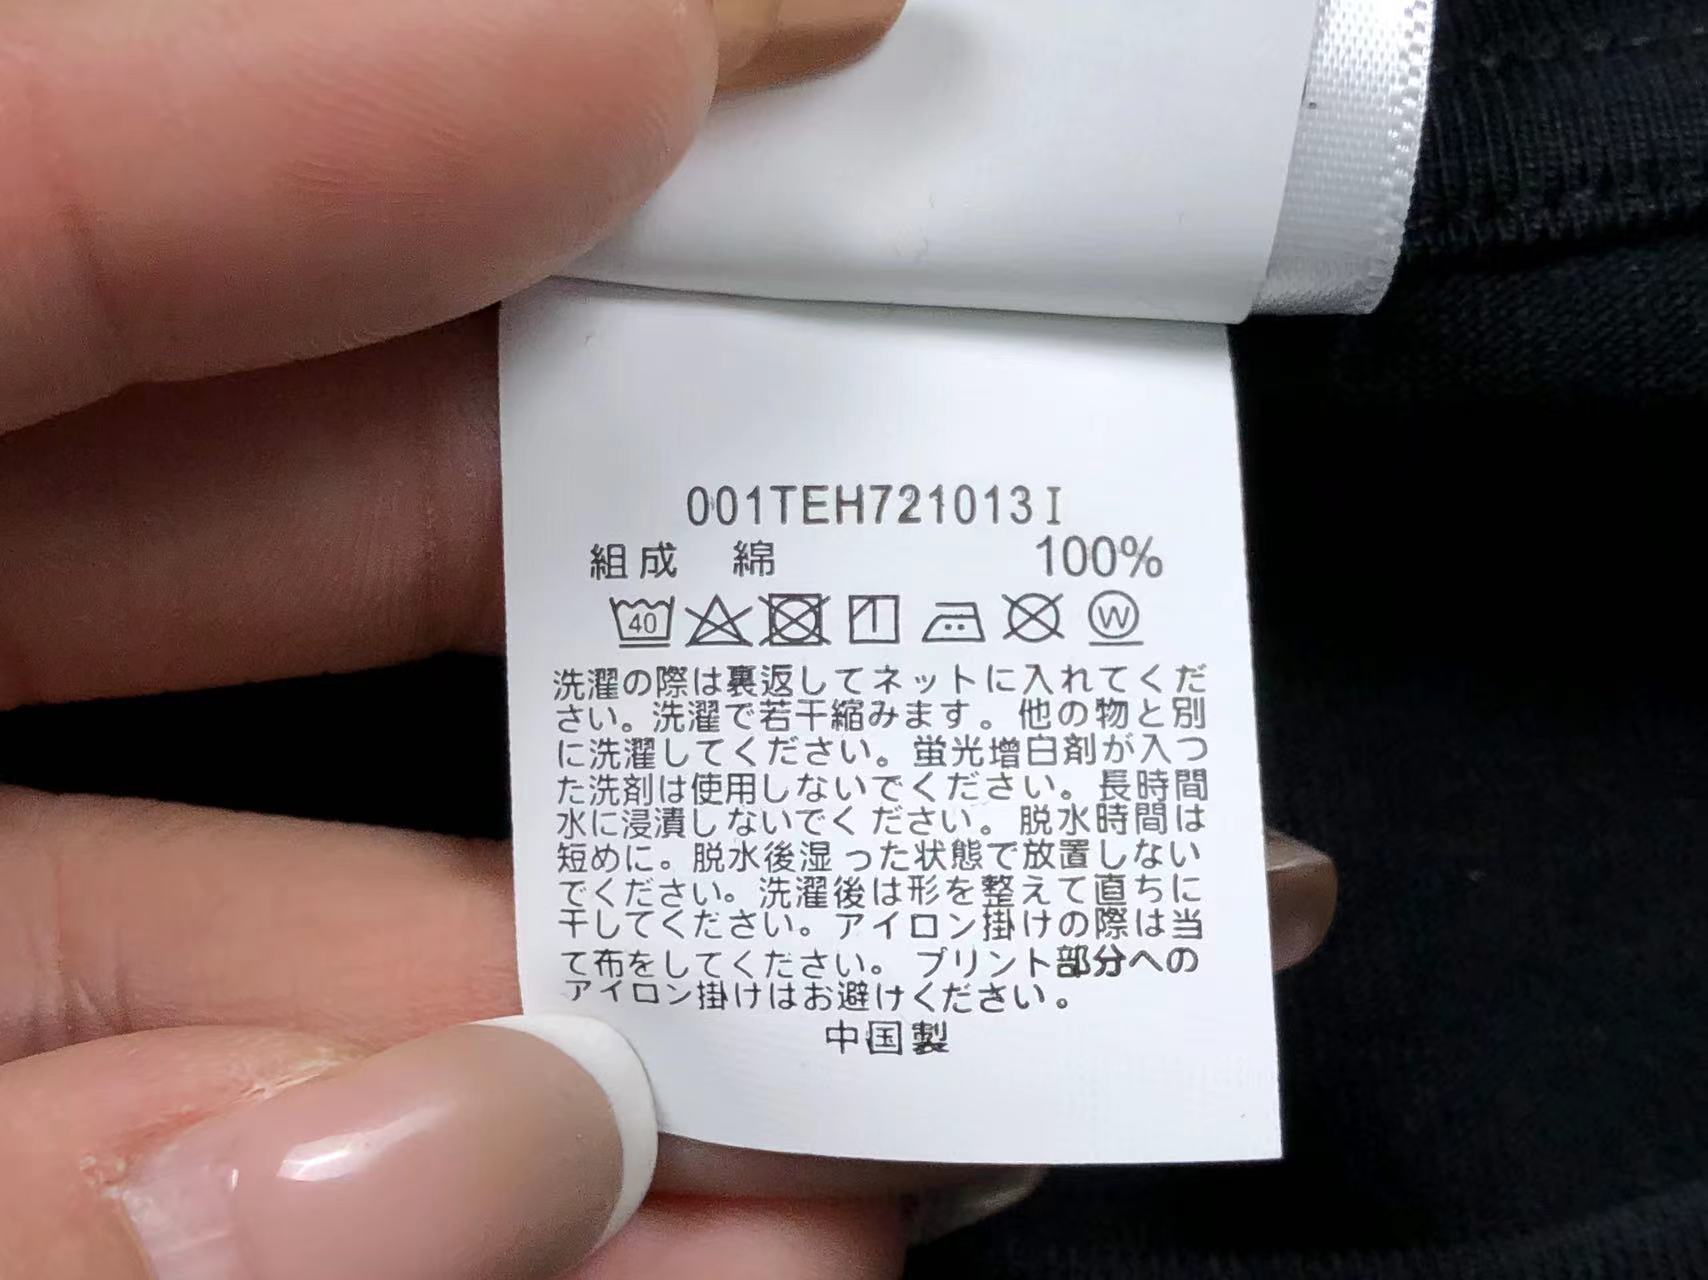 001TEH721013I
組成 綿 100%
40 W
洗濯の際は裏返してネットに入れてくだ
さい。洗濯で若干縮みます。他の物と別
に洗濯してください。蛍光增白剤が入つ
た洗剤は使用しないでください。長時間
水に浸漬しないでください。脱水時間は
短めに。脱水後湿った状態で放置しない
でください。洗濯後は形を整えて直ちに
干してください。アイロン掛けの際は当
て布をしてください。プリント部分への
アイロン掛けはお避けください。
中国製